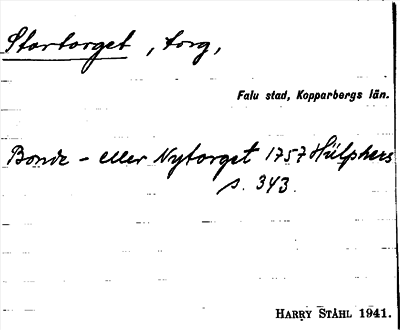 Stortorget, torg,
Falu stad, Kopparbergs län.
Bonde - eller Nytorget 1757 Hülphers
s. 343.
HARRY STÅHL 1941.